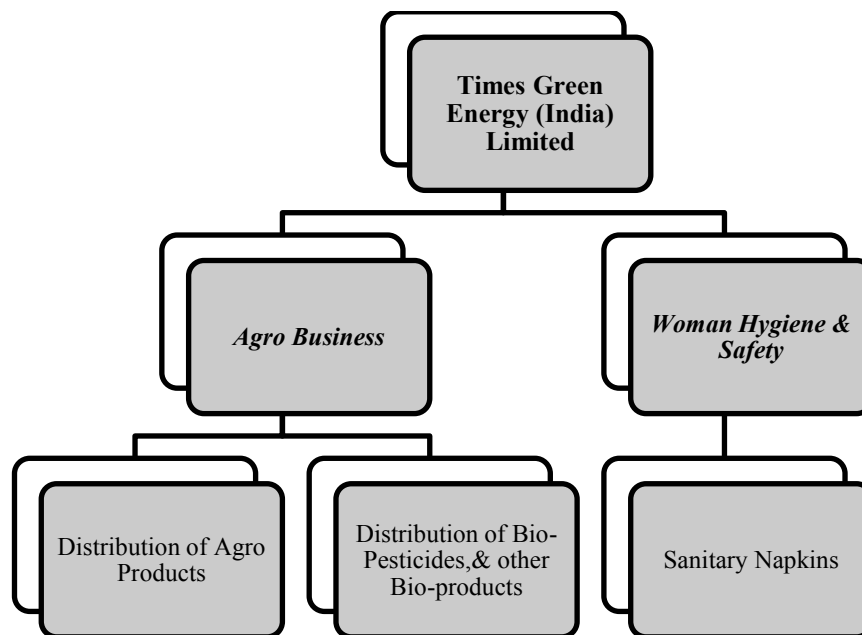 Times Green
Energy (India)
Limited
Agro Business
Woman Hygiene &
Safety
Distribution of Agro
Products
Distribution of Bio-
Pesticides,& other
Bio-products
Sanitary Napkins